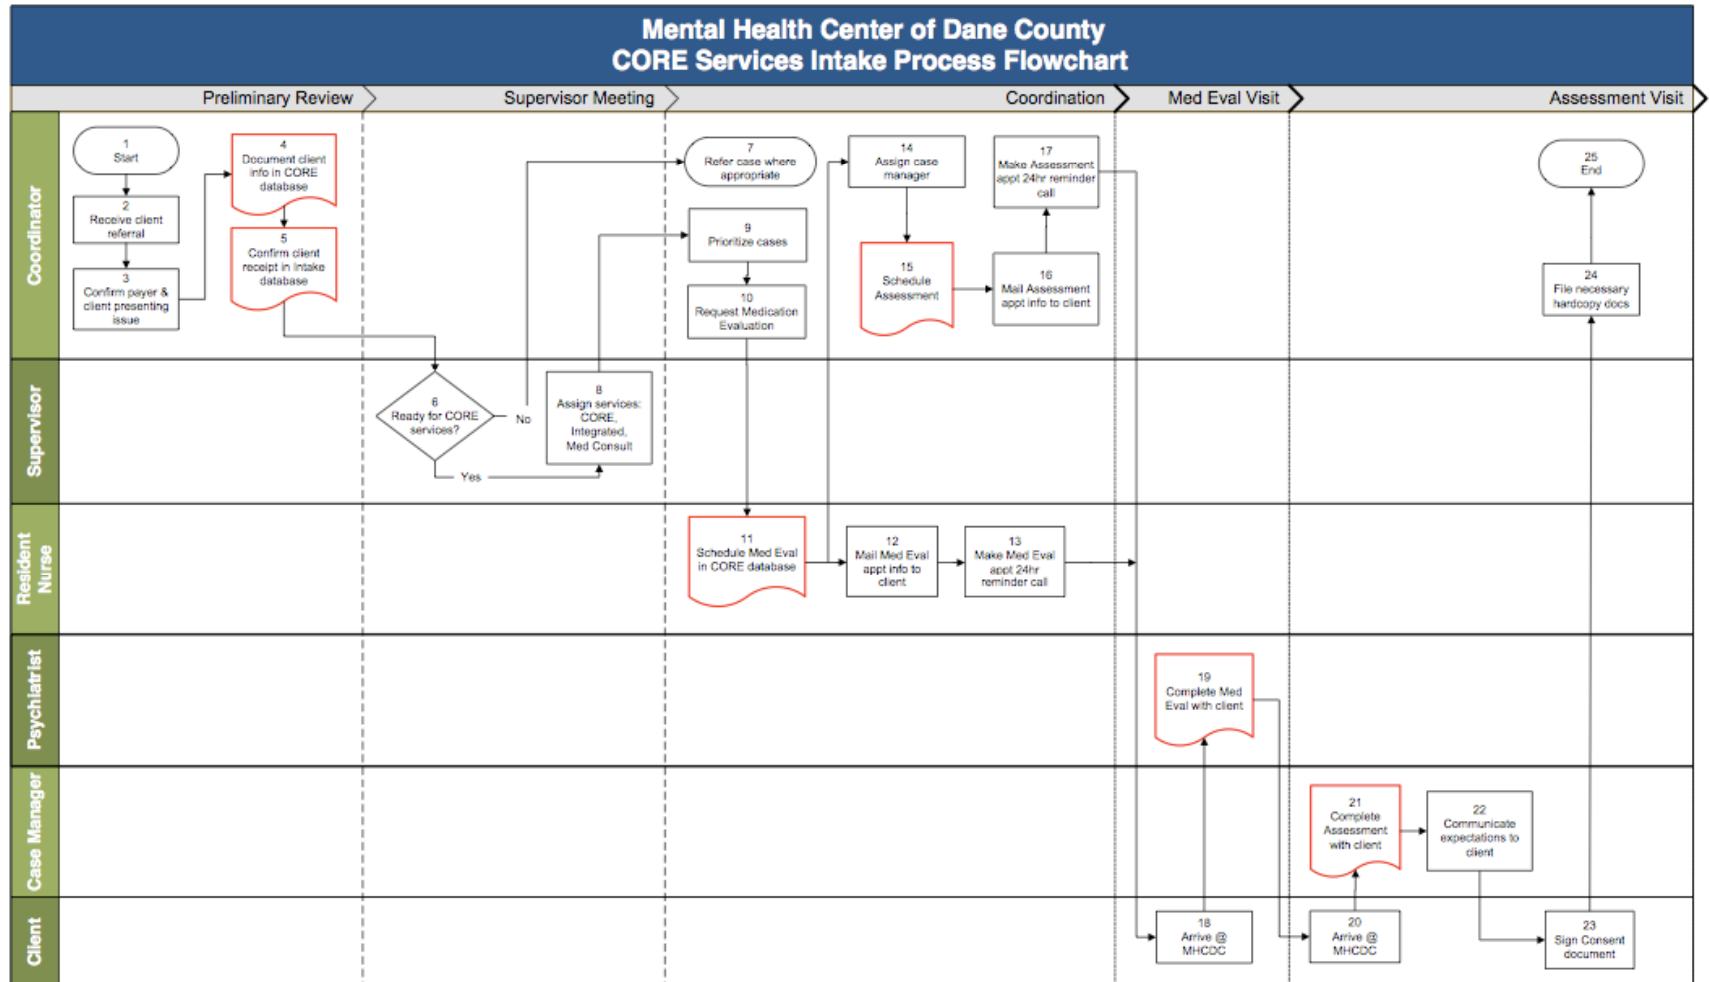 Mental Health Center of Dane County
CORE Services Intake Process Flowchart
Preliminary Review
Supervisor Meeting
Coordination
Med Eval Visit
Assessment Visit
Coordinator
1
Start
2
Receive client
referral
3
Confirm payer &
client presenting
issue
4
Document client
info in CORE
database
5
Confirm client
receipt in Intake
database
7
Refer case where
appropriate
9
Prioritize cases
10
Request Medication
Evaluation
14
Assign case
manager
15
Schedule
Assessment
16
Mail Assessment
appt info to client
17
Make Assessment
appt 24hr reminder
call
24
File necessary
hardcopy docs
25
End
Supervisor
6
Ready for CORE
services?
No
Yes
8
Assign services:
CORE,
Integrated,
Med Consult
Resident
Nurse
11
Schedule Med Eval
in CORE database
12
Mail Med Eval
appt info to
client
13
Make Med Eval
appt 24hr
reminder call
Psychiatrist
19
Complete Med
Eval with client
Case Manager
21
Complete
Assessment
with client
22
Communicate
expectations to
client
Client
18
Arrive @
MHCDC
20
Arrive @
MHCDC
23
Sign Consent
document